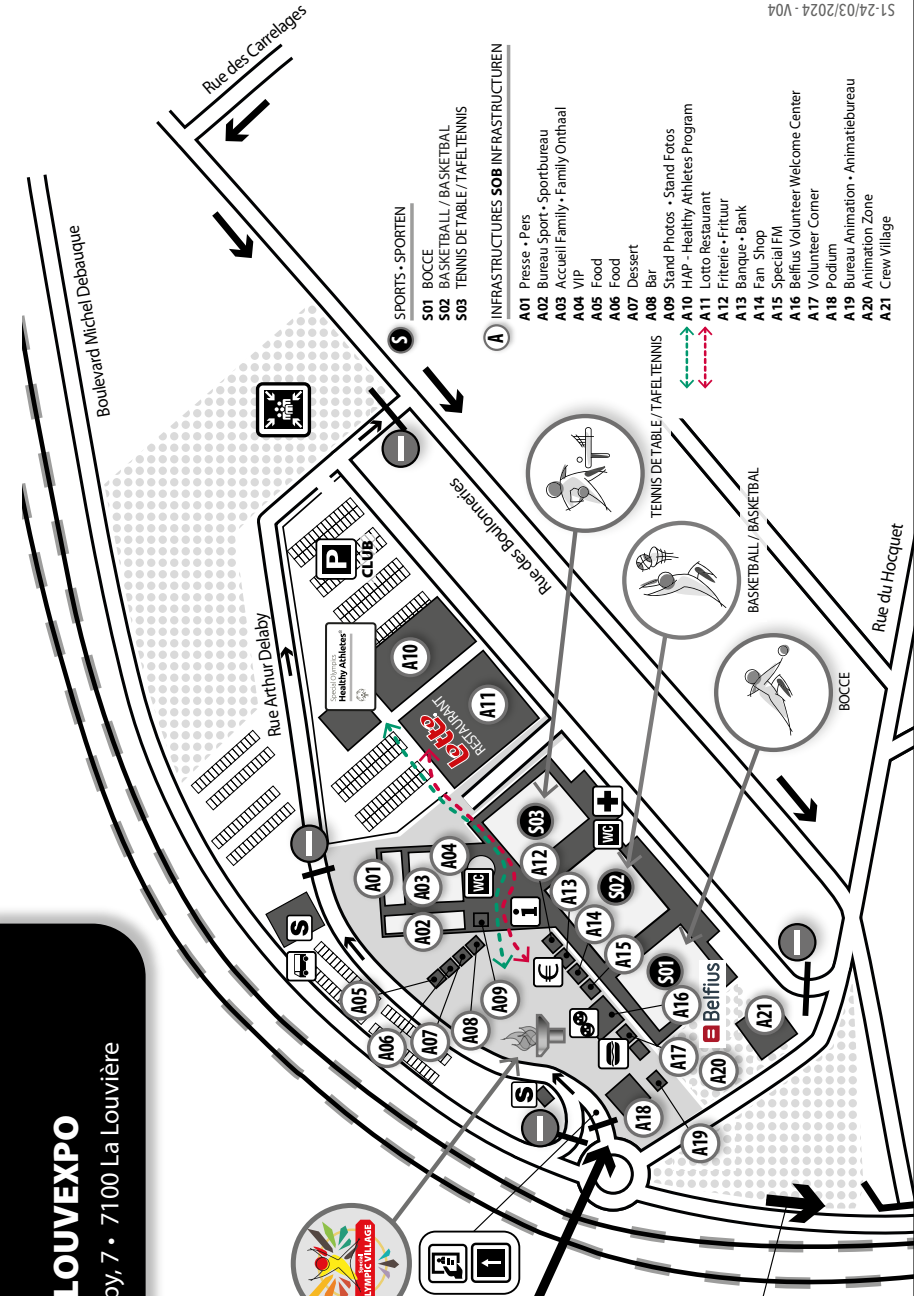 LOUVEXPO
7 • 7100 La Louvière
Rue des Carrelages
Boulevard Michel Debauque
Rue Arthur Delaby
Rue des Boulonneries
Rue du Hocquet
S SPORTS • SPORTEN
S01 BOCCE
S02 BASKETBALL / BASKETBAL
S03 TENNIS DE TABLE / TAFELTENNIS
A INFRASTRUCTURES SOB INFRASTRUCTUREN
A01 Presse • Pers
A02 Bureau Sport • Sportbureau
A03 Accueil Family • Family Onthaal
A04 VIP
A05 Food
A06 Food
A07 Dessert
A08 Bar
A09 Stand Photos • Stand Fotos
A10 HAP - Healthy Athletes Program
A11 Lotto Restaurant
A12 Friterie • Frituur
A13 Banque • Bank
A14 Fan Shop
A15 Special FM
A16 Belfius Volunteer Welcome Center
A17 Volunteer Corner
A18 Podium
A19 Bureau Animation • Animatiebureau
A20 Animation Zone
A21 Crew Village
S1-24/03/2024 - V04
TENNIS DE TABLE / TAFELTENNIS
BASKETBALL / BASKETBAL
BOCCE
P
CLUB
Special Olympics
Healthy Athletes®
A10
A11
Lotto
RESTAURANT
A01
A02
A03
A04
WC
S
A05
A06
A07
A08
A09
i
€
A12
A13
A14
A15
A16
A17
A18
A19
A20
A21
S01
S02
S03
WC
Belfius
S
Special
LYMPIC VILLAGE